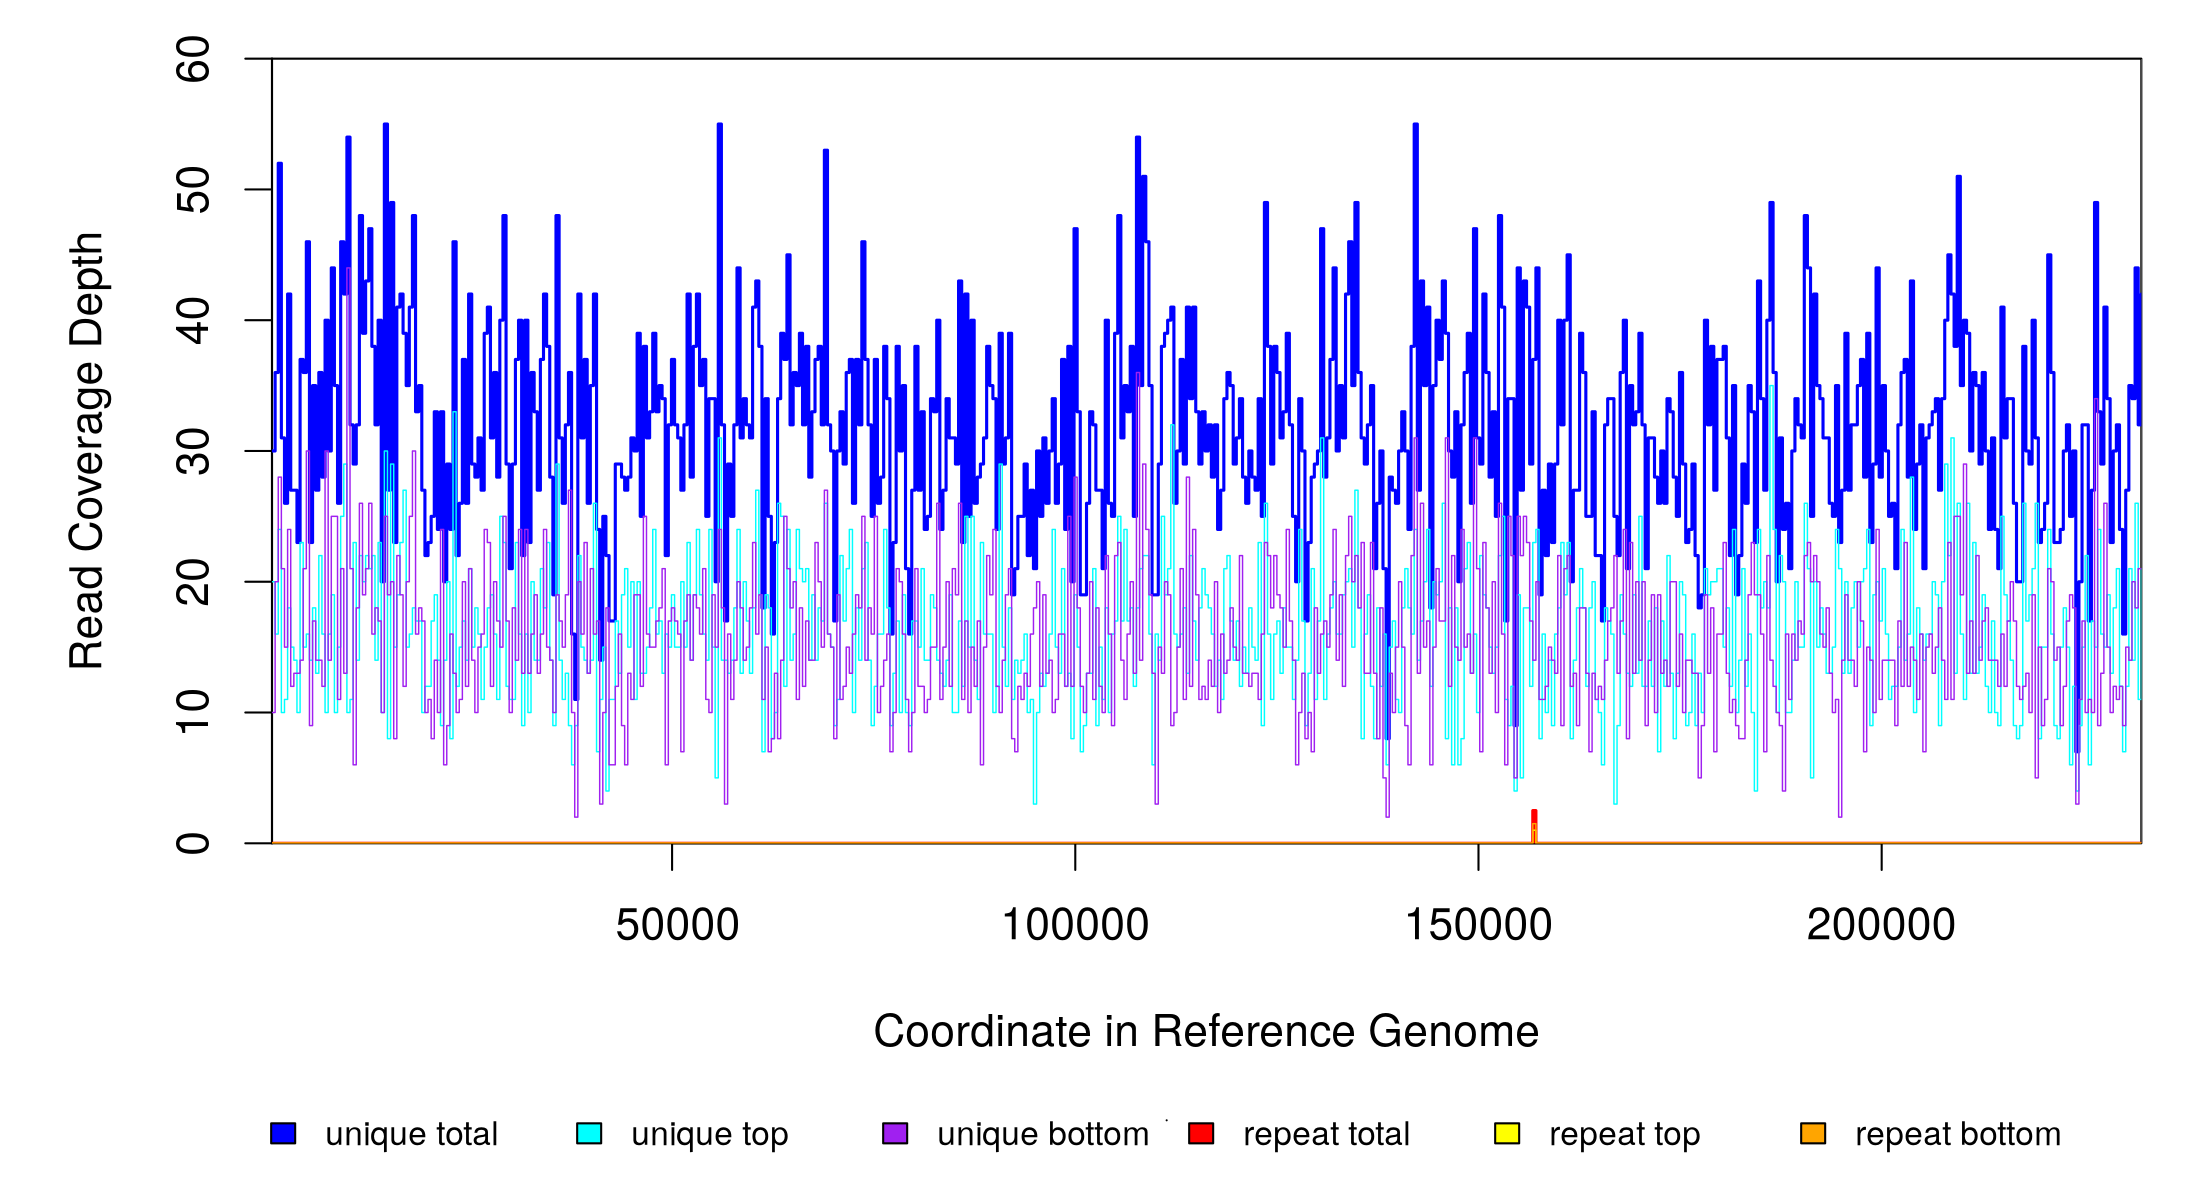 Read Coverage Depth
60
50
40
30
20
10
0
50000 100000 150000 200000
Coordinate in Reference Genome
unique total unique top unique bottom repeat total repeat top repeat bottom